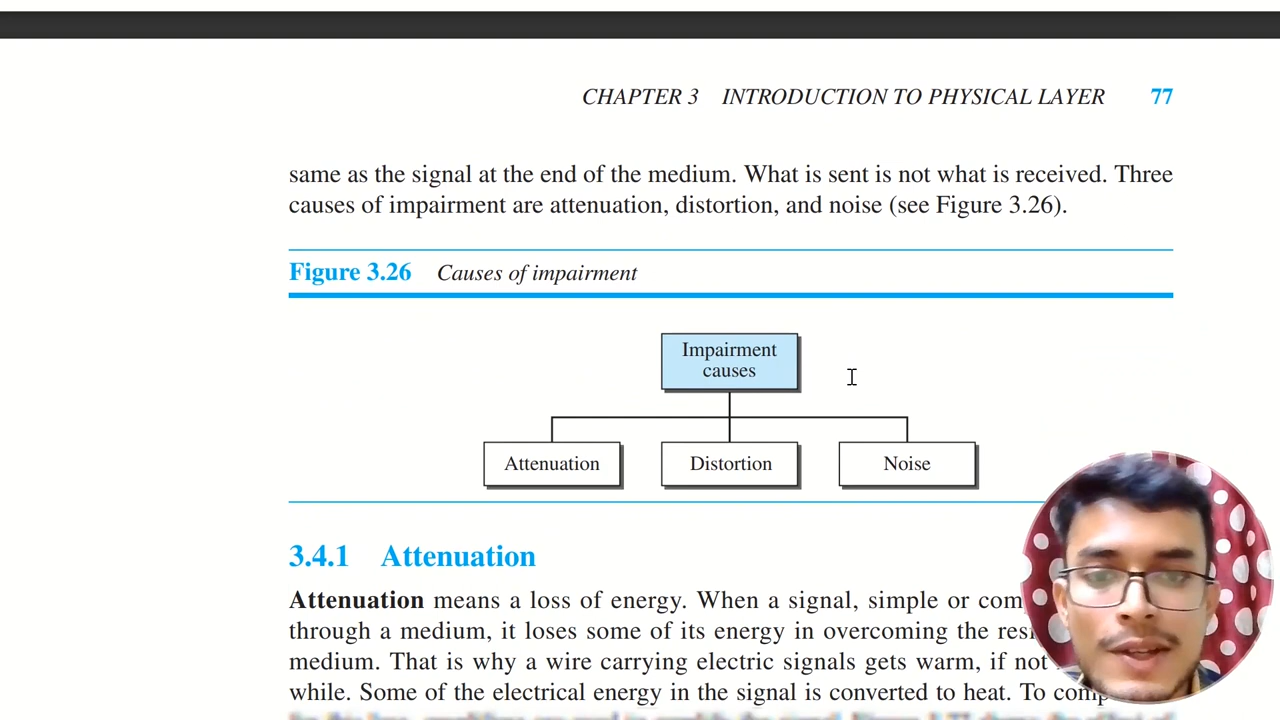 CHAPTER 3 INTRODUCTION TO PHYSICAL LAYER 77
same as the signal at the end of the medium. What is sent is not what is received. Three
causes of impairment are attenuation, distortion, and noise (see Figure 3.26).
Figure 3.26 Causes of impairment
Impairment
causes
Attenuation Distortion Noise
3.4.1 Attenuation
Attenuation means a loss of energy. When a signal, simple or
through a medium, it loses some of its energy in overcoming the
medium. That is why a wire carrying electric signals gets warm, if not
while. Some of the electrical energy in the signal is converted to heat. To